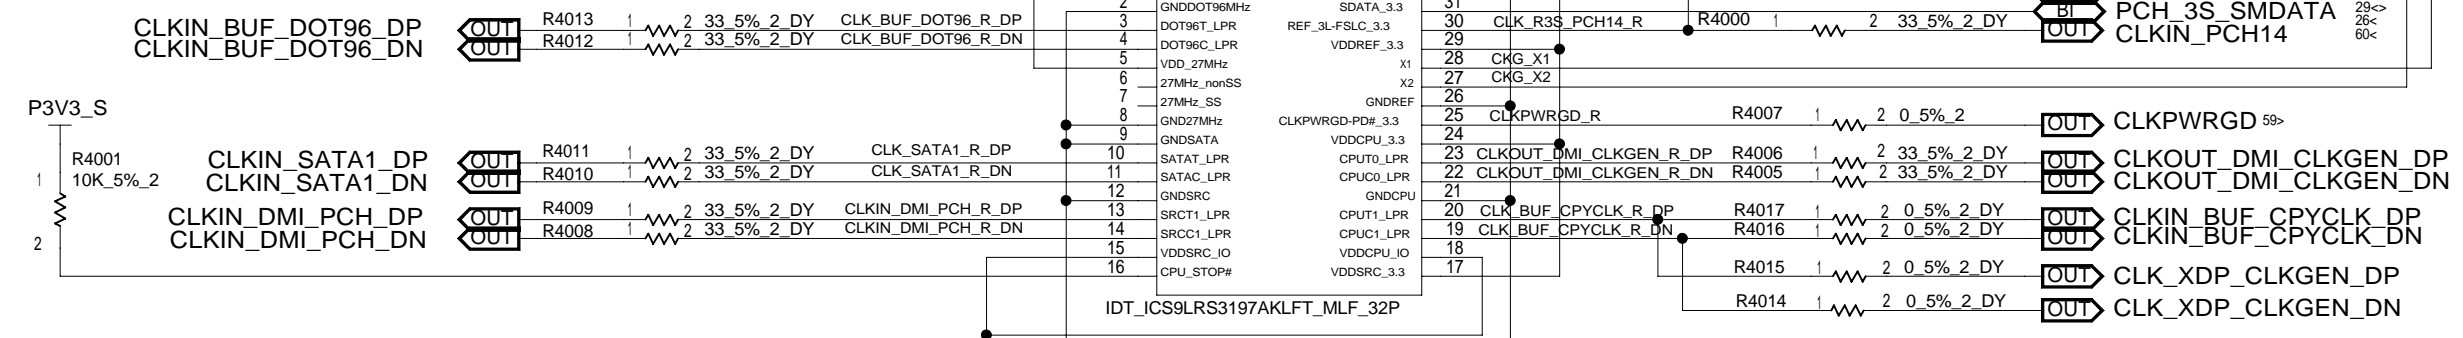 2 GNDDOT96MHz SDATA_3.3 31 BI PCH_3S_SMDATA 29<>
CLKIN_BUF_DOT96_DP OUT R4013 1 2 33_5%_2_DY CLK_BUF_DOT96_R_DP 3 DOT96T_LPR REF_3L-FSLC_3.3 30 CLK_R3S_PCH14_R R4000 1 2 33_5%_2_DY OUT CLKIN_PCH14 26<
60<
CLKIN_BUF_DOT96_DN OUT R4012 1 2 33_5%_2_DY CLK_BUF_DOT96_R_DN 4 DOT96C_LPR VDDREF_3.3 29
5 VDD_27MHz X1 28 CKG_X1
6 27MHz_nonSS X2 27 CKG_X2
P3V3_S 7 27MHz_SS GNDREF 26
8 GND27MHz CLKPWRGD-PD#_3.3 25 CLKPWRGD_R R4007 1 2 0_5%_2 OUT CLKPWRGD 59>
9 GNDSATA VDDCPU_3.3 24
R4001
CLKIN_SATA1_DP OUT R4011 1 2 33_5%_2_DY CLK_SATA1_R_DP 10 SATAT_LPR CPUT0_LPR 23 CLKOUT_DMI_CLKGEN_R_DP R4006 1 2 33_5%_2_DY OUT CLKOUT_DMI_CLKGEN_DP
1 10K_5%_2 CLKIN_SATA1_DN OUT R4010 1 2 33_5%_2_DY CLK_SATA1_R_DN 11 SATAC_LPR CPUC0_LPR 22 CLKOUT_DMI_CLKGEN_R_DN R4005 1 2 33_5%_2_DY OUT CLKOUT_DMI_CLKGEN_DN
12 GNDSRC GNDCPU 21
CLKIN_DMI_PCH_DP OUT R4009 1 2 33_5%_2_DY CLKIN_DMI_PCH_R_DP 13 SRCT1_LPR CPUT1_LPR 20 CLK_BUF_CPYCLK_R_DP R4017 1 2 0_5%_2_DY OUT CLKIN_BUF_CPYCLK_DP
2 CLKIN_DMI_PCH_DN OUT R4008 1 2 33_5%_2_DY CLKIN_DMI_PCH_R_DN 14 SRCC1_LPR CPUC1_LPR 19 CLK_BUF_CPYCLK_R_DN R4016 1 2 0_5%_2_DY OUT CLKIN_BUF_CPYCLK_DN
15 VDDSRC_IO VDDCPU_IO 18
16 CPU_STOP# VDDSRC_3.3 17 R4015 1 2 0_5%_2_DY OUT CLK_XDP_CLKGEN_DP
IDT_ICS9LRS3197AKLFT_MLF_32P R4014 1 2 0_5%_2_DY OUT CLK_XDP_CLKGEN_DN